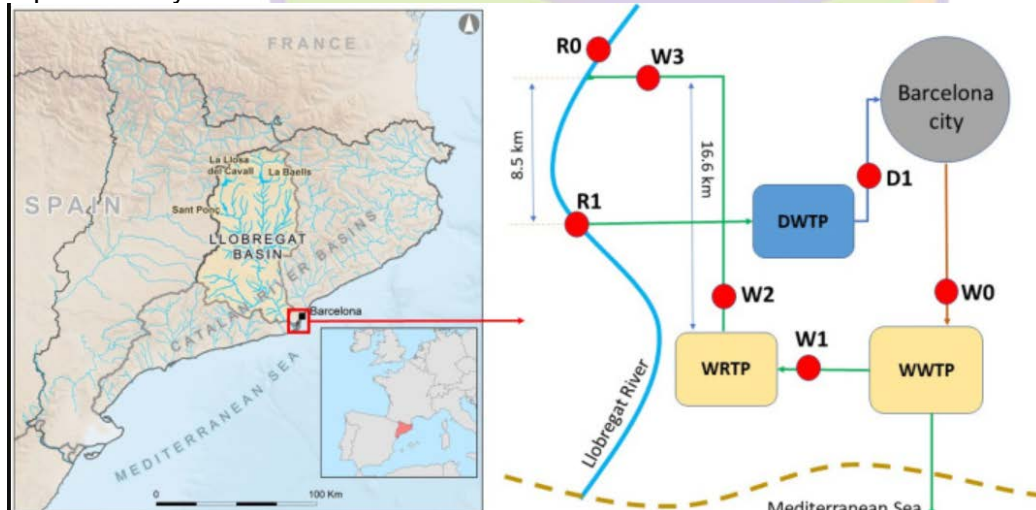 FRANCE
SPAIN
La Llosa
del Cavall
La Baells
Sant Ponç
LLOBREGAT
BASIN
CATALAN RIVER BASINS
Barcelona
MEDITERRANEAN SEA
0
100 Km
R0
W3
8.5 km
16.6 km
R1
Barcelona
city
D1
DWTP
W2
W0
W1
WRTP
WWTP
Llobregat River
Mediterranean Sea